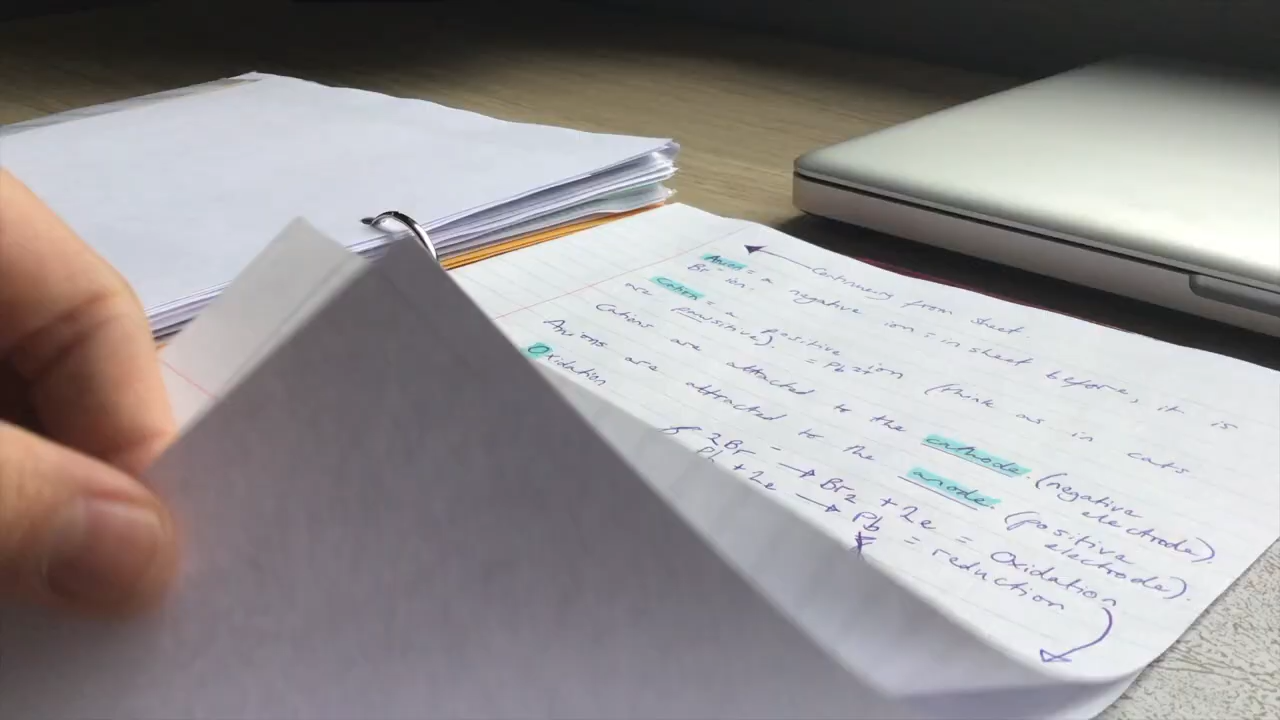 Continuing from sheet.
Anion = a negative ion = in sheet before, it is
Br⁻ ion.
Cation = a positive ion (think as in cats
are pawsitive). = Pb2+
Cations are attracted to the cathode. (negative electrode).
Anions are attracted to the anode. (positive electrode).
Oxidation
2Br⁻ → Br2 + 2e = Oxidation
Pb + 2e → Pb = reduction